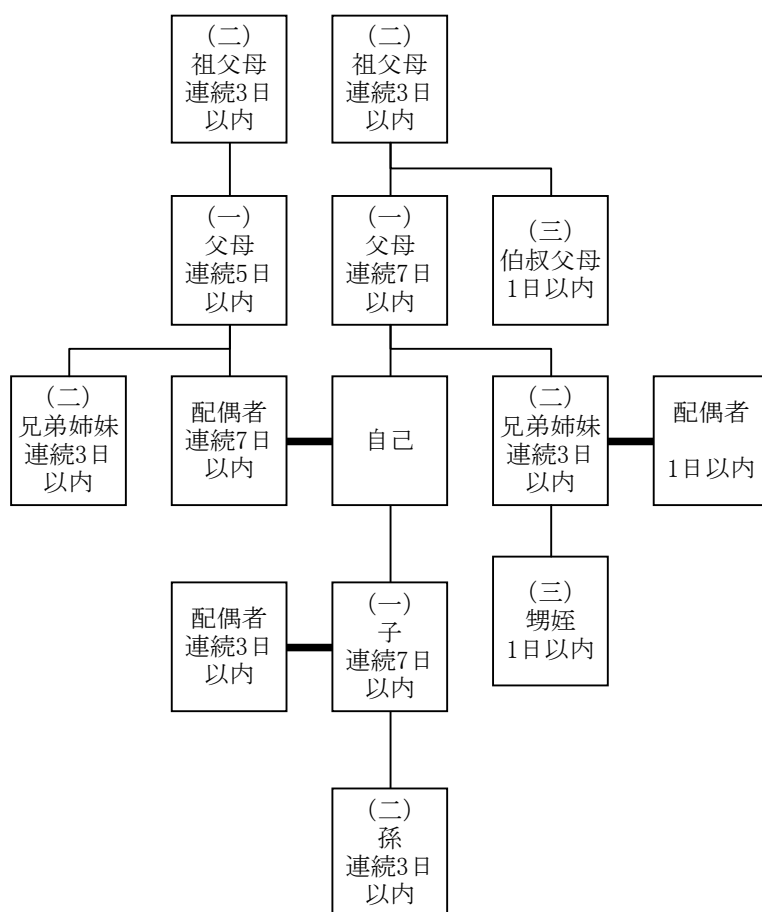 (二)
祖父母
連続3日
以内
(二)
祖父母
連続3日
以内
(一)
父母
連続5日
以内
(一)
父母
連続7日
以内
(三)
伯叔父母
1日以内
(二)
兄弟姉妹
連続3日
以内
配偶者
連続7日
以内
自己
(二)
兄弟姉妹
連続3日
以内
配偶者
1日以内
配偶者
連続3日
以内
(一)
子
連続7日
以内
(三)
甥姪
1日以内
(二)
孫
連続3日
以内